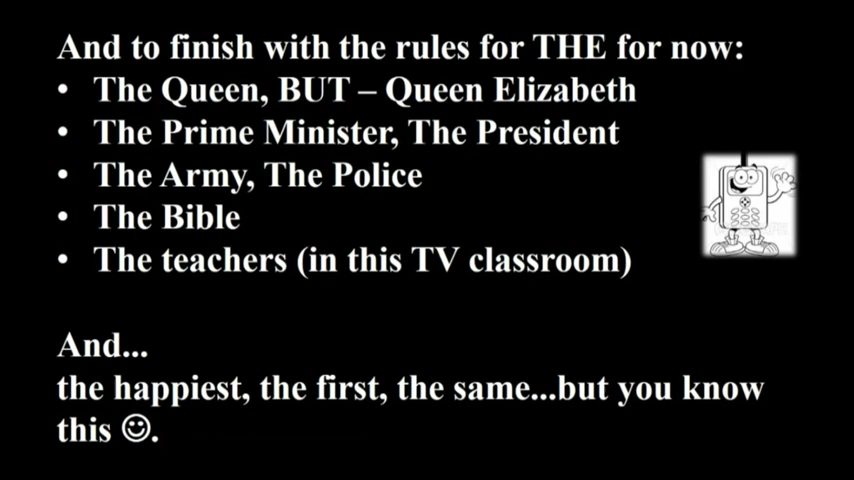 And to finish with the rules for THE for now:
• The Queen, BUT – Queen Elizabeth
• The Prime Minister, The President
• The Army, The Police
• The Bible
• The teachers (in this TV classroom)
And...
the happiest, the first, the same...but you know
this ☺.